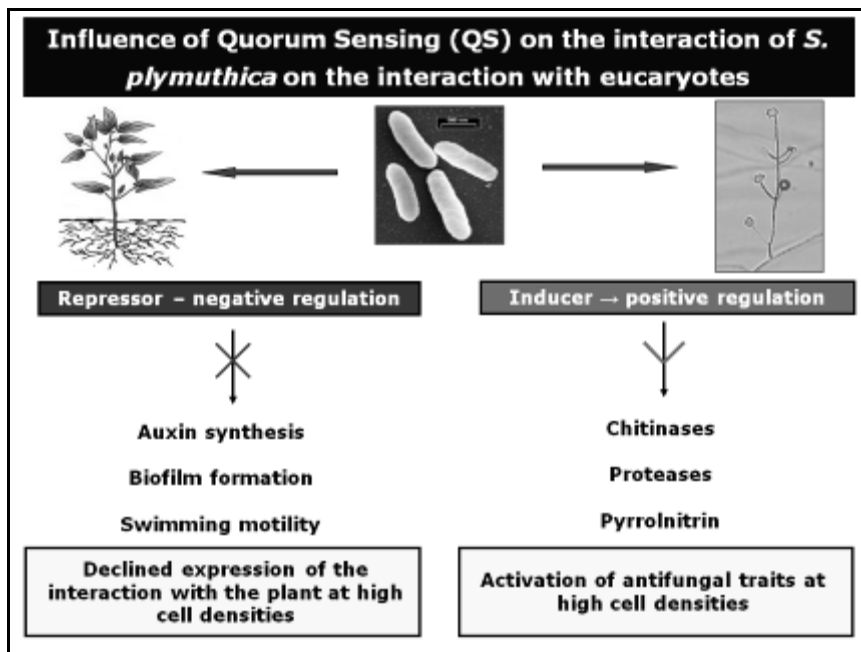 Influence of Quorum Sensing (QS) on the interaction of S.
plymuthica on the interaction with eucaryotes
Repressor – negative regulation
Auxin synthesis
Biofilm formation
Swimming motility
Declined expression of the
interaction with the plant at high
cell densities
Inducer → positive regulation
Chitinases
Proteases
Pyrrolnitrin
Activation of antifungal traits at
high cell densities